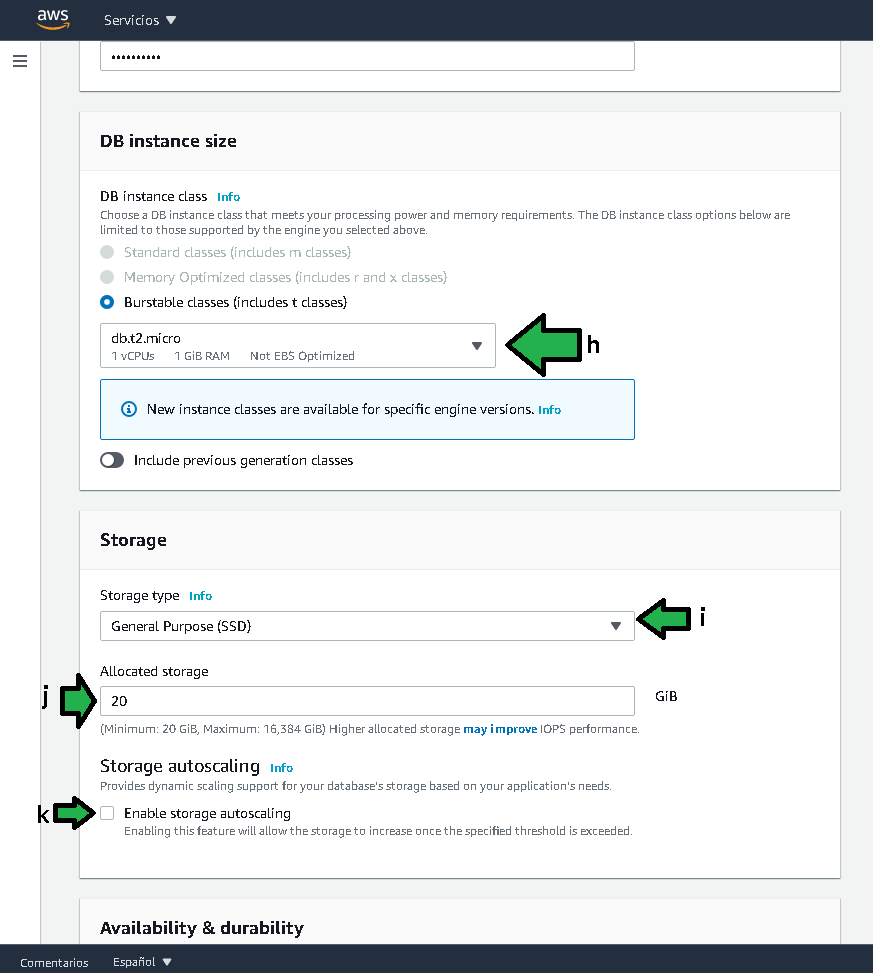 aws
Servicios
••••••••••
DB instance size
DB instance class Info
Choose a DB instance class that meets your processing power and memory requirements. The DB instance class options below are
limited to those supported by the engine you selected above.
Standard classes (includes m classes)
Memory Optimized classes (includes r and x classes)
Burstable classes (includes t classes)
db.t2.micro
1 vCPUs 1 GiB RAM Not EBS Optimized
h
New instance classes are available for specific engine versions. Info
Include previous generation classes
Storage
Storage type Info
General Purpose (SSD)
i
Allocated storage
j
20
GiB
(Minimum: 20 GiB, Maximum: 16,384 GiB) Higher allocated storage may improve IOPS performance.
Storage autoscaling Info
Provides dynamic scaling support for your database's storage based on your application's needs.
k
Enable storage autoscaling
Enabling this feature will allow the storage to increase once the specified threshold is exceeded.
Availability & durability
Comentarios Español